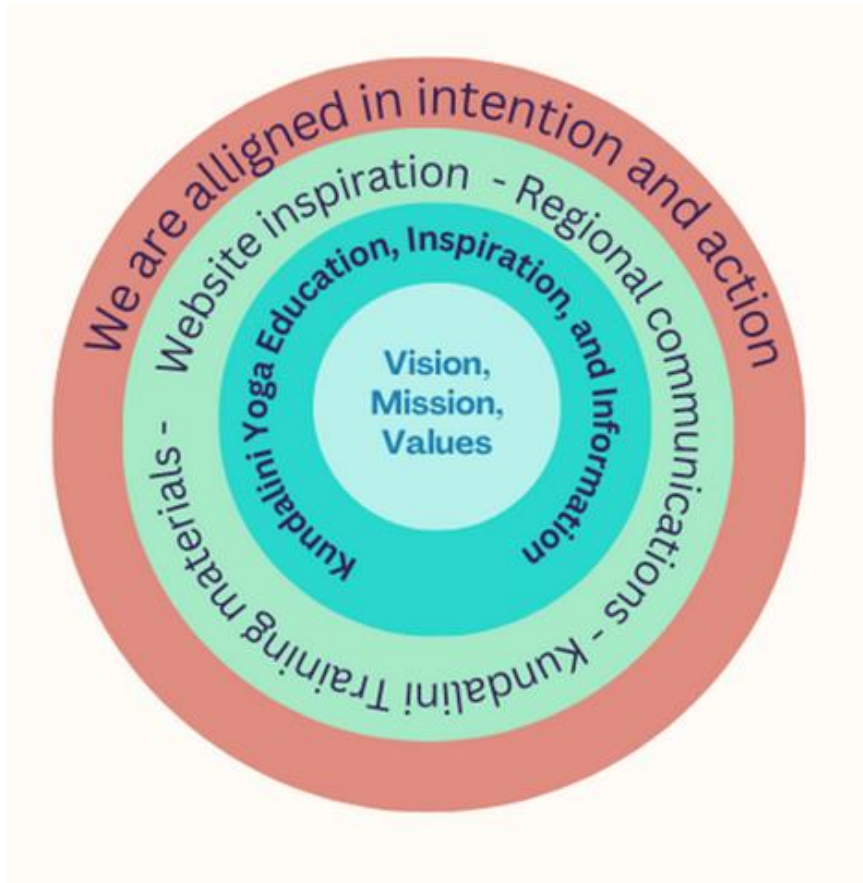 We are alligned in intention and action
Website inspiration - Regional communications - Kundalini Training materials -
Kundalini Yoga Education, Inspiration, and Information
Vision,
Mission,
Values